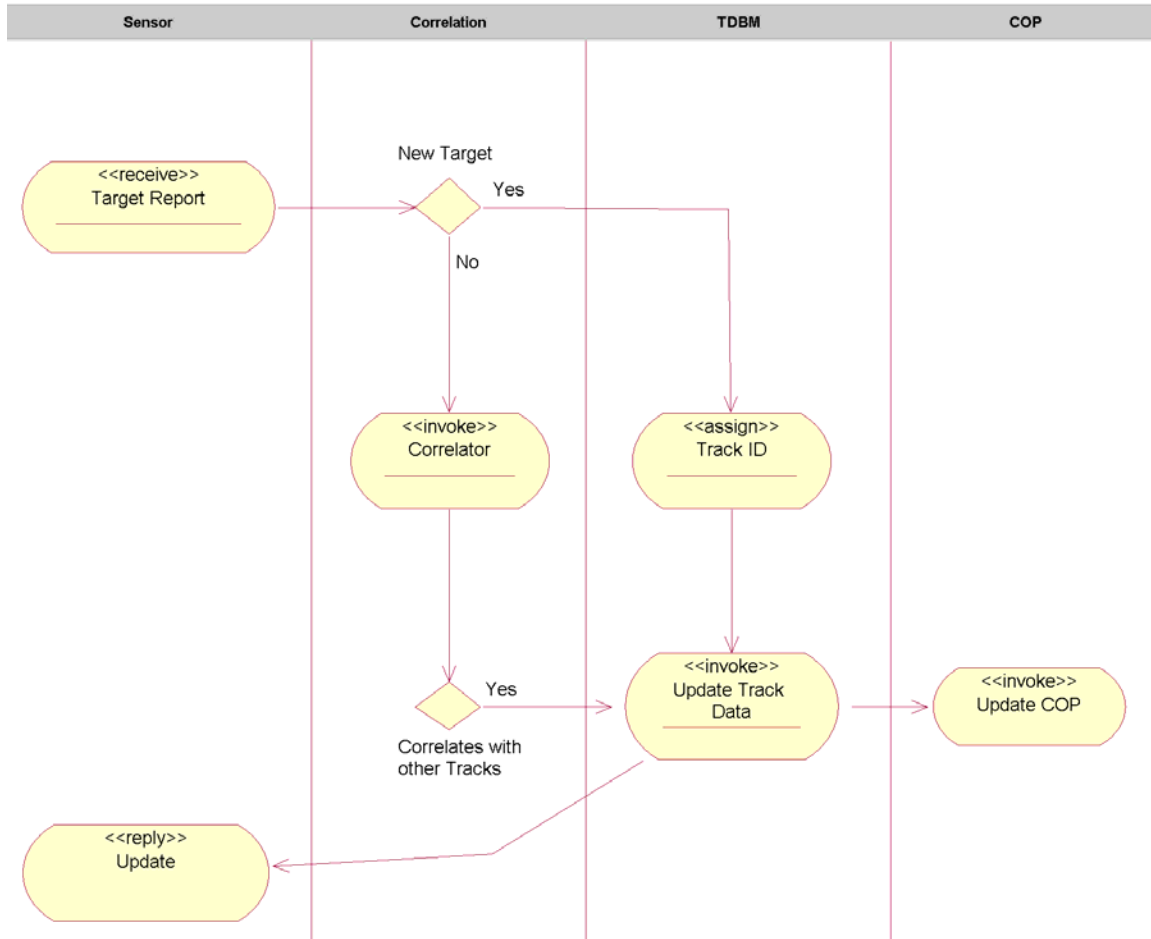 Sensor
Correlation
TDBM
COP
New Target
<<receive>>
Target Report
Yes
No
<<invoke>>
Correlator
<<assign>>
Track ID
Yes
Correlates with
other Tracks
<<invoke>>
Update Track
Data
<<invoke>>
Update COP
<<reply>>
Update